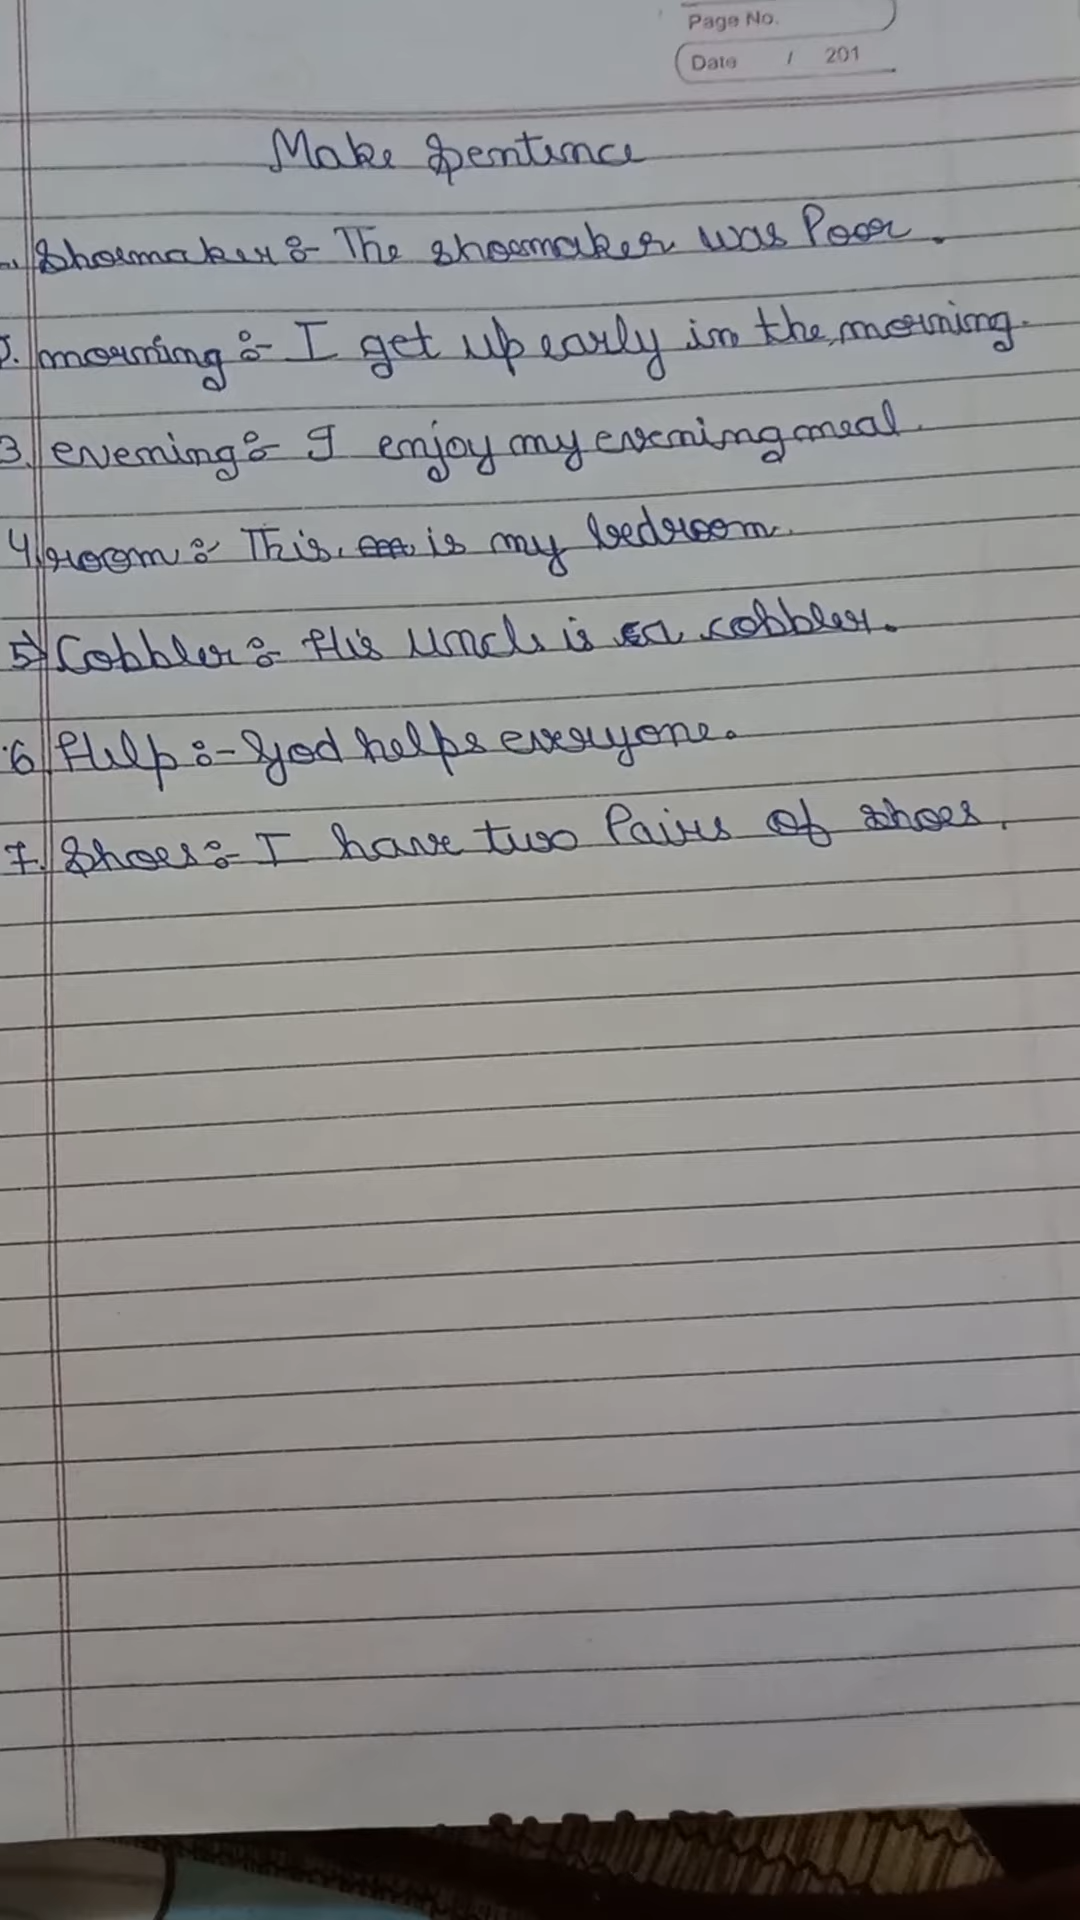 Page No.
Date / 201
Make Sentence
1. Shoemaker :- The shoemaker was Poor.
2. morning :- I get up early in the morning.
3. evening :- I enjoy my evening meal.
4. room :- This is my bedroom.
5. Cobbler :- His Uncle is a cobbler.
6. Help :- God helps everyone.
7. Shoes :- I have two Pairs of shoes.